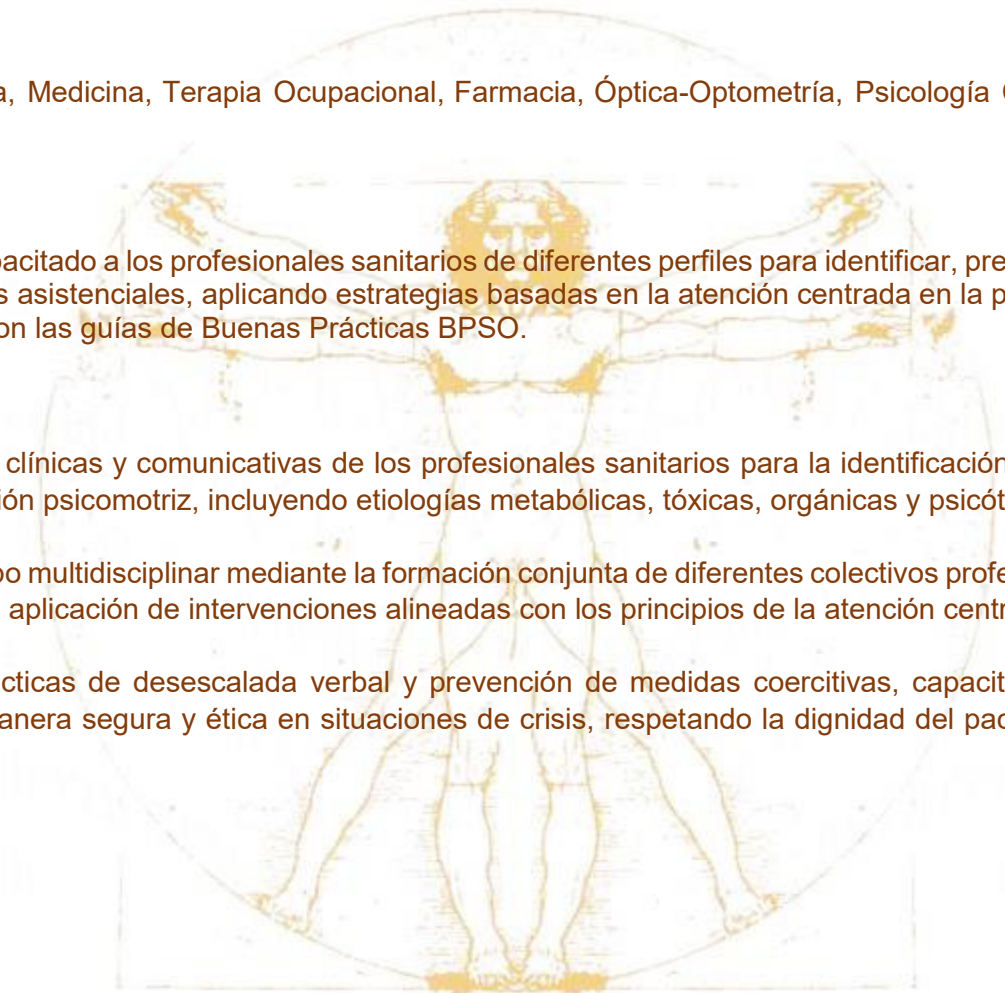 a, Medicina, Terapia Ocupacional, Farmacia, Óptica-Optometría, Psicología
pacitado a los profesionales sanitarios de diferentes perfiles para identificar, pre
s asistenciales, aplicando estrategias basadas en la atención centrada en la p
on las guías de Buenas Prácticas BPSO.
clínicas y comunicativas de los profesionales sanitarios para la identificación
ión psicomotriz, incluyendo etiologías metabólicas, tóxicas, orgánicas y psicót
po multidisciplinar mediante la formación conjunta de diferentes colectivos profe
aplicación de intervenciones alineadas con los principios de la atención centr
cticas de desescalada verbal y prevención de medidas coercitivas, capacit
anera segura y ética en situaciones de crisis, respetando la dignidad del pac